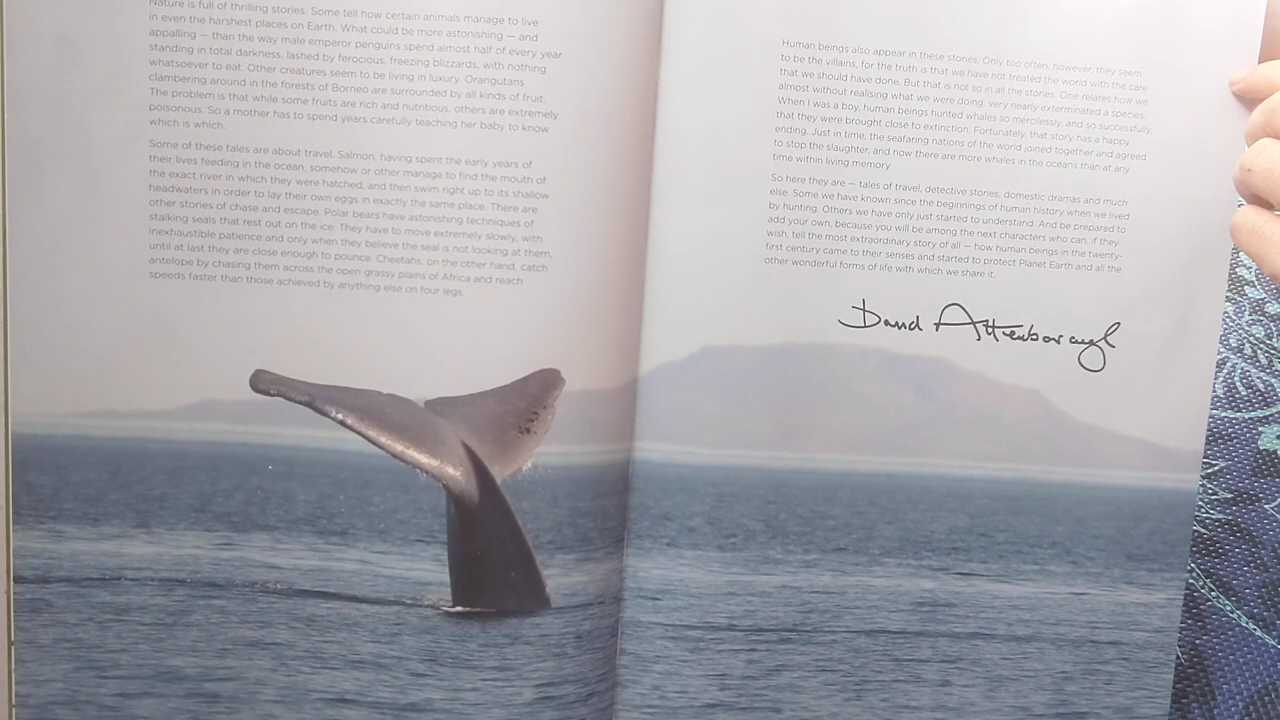 Nature is full of thrilling stories. Some tell how certain animals manage to live
in even the harshest places on Earth. What could be more astonishing — and
appalling — than the way male emperor penguins spend almost half of every year
standing in total darkness, lashed by ferocious, freezing blizzards, with nothing
whatsoever to eat. Other creatures seem to be living in luxury. Orangutans
clambering around in the forests of Borneo are surrounded by all kinds of fruit.
The problem is that while some fruits are rich and nutritious, others are extremely
poisonous. So a mother has to spend years carefully teaching her baby to know
which is which.
Some of these tales are about travel. Salmon, having spent the early years of
their lives feeding in the ocean, somehow or other manage to find the mouth of
the exact river in which they were hatched, and then swim right up to its shallow
headwaters in order to lay their own eggs in exactly the same place. There are
other stories of chase and escape. Polar bears have astonishing techniques of
stalking seals that rest out on the ice. They have to move extremely slowly, with
inexhaustible patience and only when they believe the seal is not looking at them,
until at last they are close enough to pounce. Cheetahs, on the other hand, catch
antelope by chasing them across the open grassy plains of Africa and reach
speeds faster than those achieved by anything else on four legs.
Human beings also appear in these stories. Only too often, however, they seem
to be the villains, for the truth is that we have not treated the world with the care
that we should have done. But that is not so in all the stories. One relates how we,
almost without realising what we were doing, very nearly exterminated a species.
When I was a boy, human beings hunted whales so mercilessly, and so successfully,
that they were brought close to extinction. Fortunately, that story has a happy
ending. Just in time, the seafaring nations of the world joined together and agreed
to stop the slaughter, and now there are more whales in the oceans than at any
time within living memory.
So here they are — tales of travel, detective stories, domestic dramas and much
else. Some we have known since the beginnings of human history when we lived
by hunting. Others we have only just started to understand. And be prepared to
add your own, because you will be among the next characters who can, if they
wish, tell the most extraordinary story of all — how human beings in the twenty-
first century came to their senses and started to protect Planet Earth and all the
other wonderful forms of life with which we share it.
David Attenborough